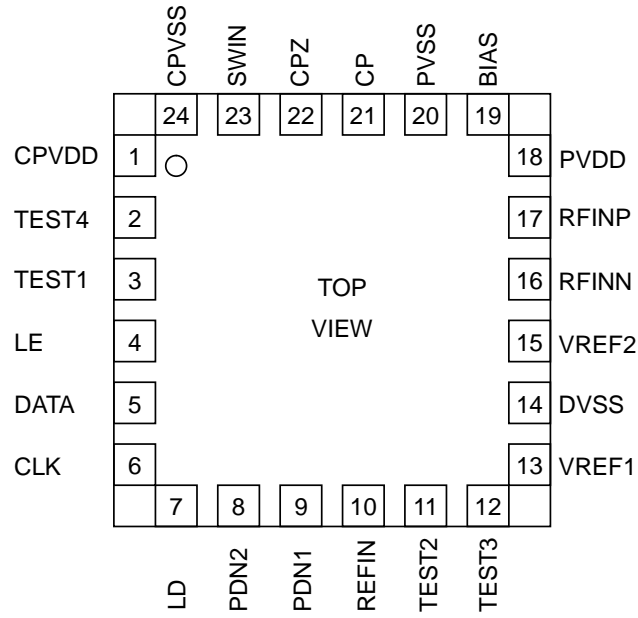 CPVSS SWIN CPZ CP PVSS BIAS
24 23 22 21 20 19
CPVDD 1 18 PVDD
TEST4 2 17 RFINP
TEST1 3 16 RFINN
TOP
VIEW
LE 4 15 VREF2
DATA 5 14 DVSS
CLK 6 13 VREF1
7 8 9 10 11 12
LD PDN2 PDN1 REFIN TEST2 TEST3